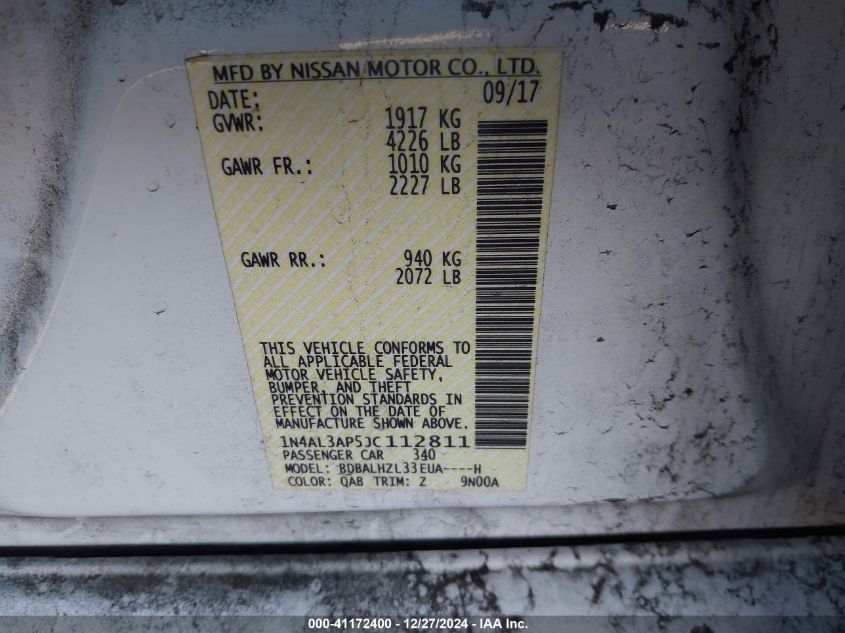 MFD BY NISSAN MOTOR CO., LTD.
DATE: 09/17
GVWR: 1917 KG
4226 LB
GAWR FR.: 1010 KG
2227 LB
GAWR RR.: 940 KG
2072 LB
THIS VEHICLE CONFORMS TO
ALL APPLICABLE FEDERAL
MOTOR VEHICLE SAFETY,
BUMPER, AND THEFT
PREVENTION STANDARDS IN
EFFECT ON THE DATE OF
MANUFACTURE SHOWN ABOVE.
1N4AL3AP5JC112811
PASSENGER CAR 340
MODEL: BDBALHZL33EUA----H
COLOR: QAB TRIM: Z 9N00A
000-41172400 - 12/27/2024 - IAA Inc.